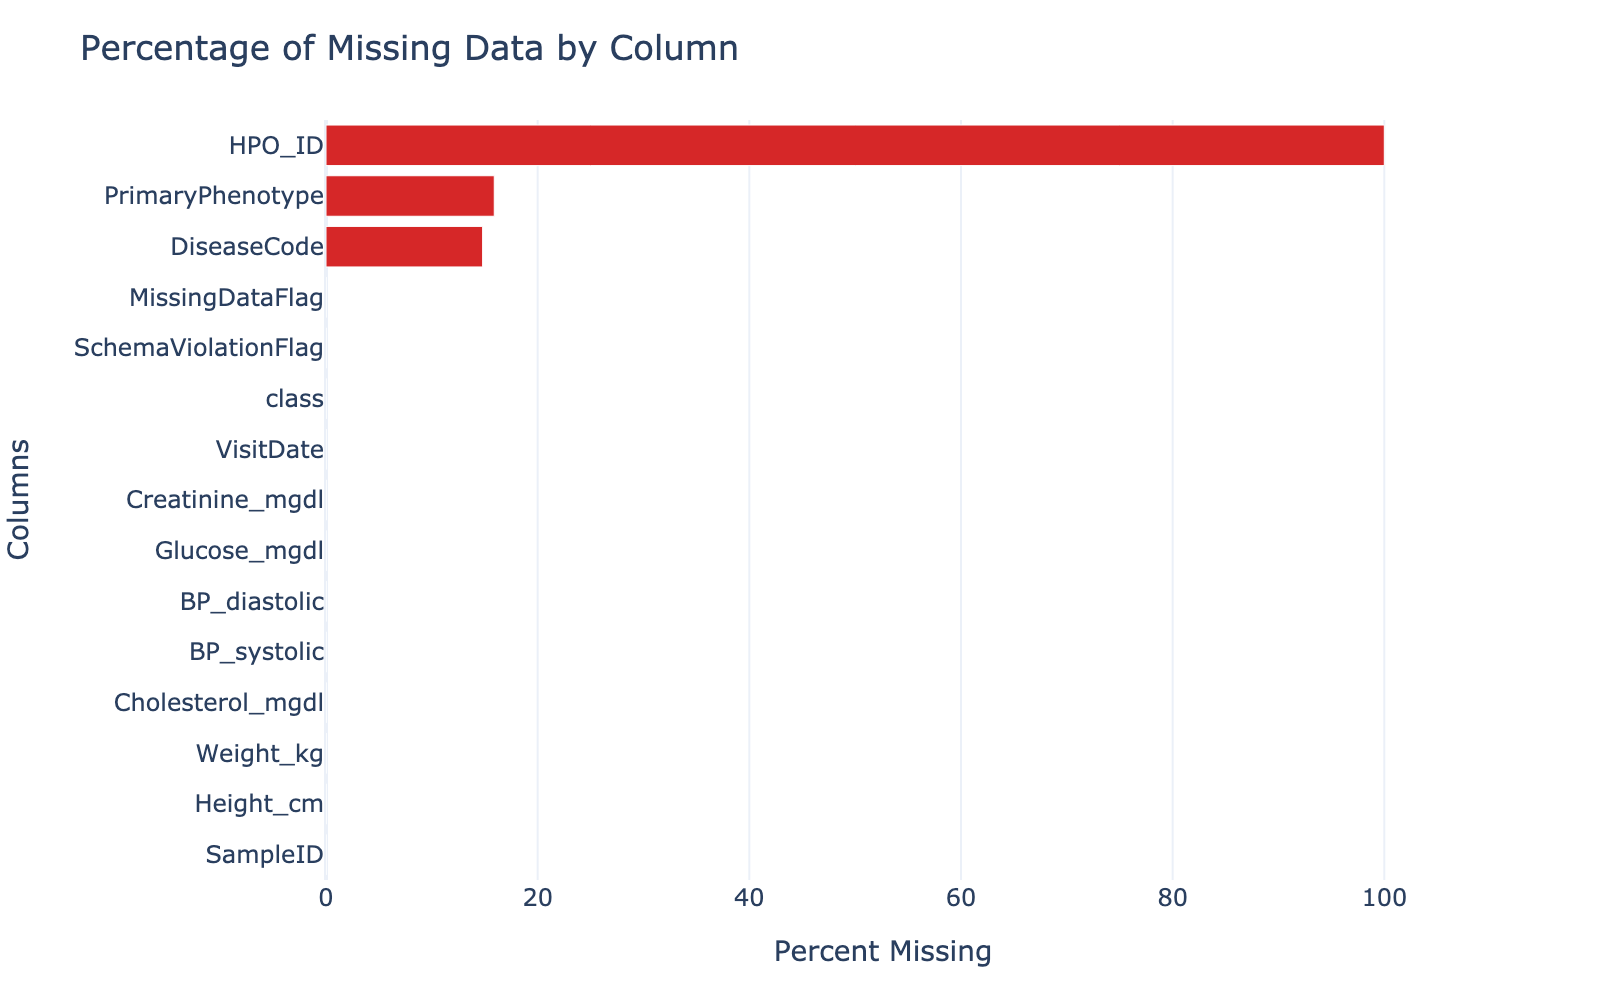 Percentage of Missing Data by Column
HPO_ID
PrimaryPhenotype
DiseaseCode
MissingDataFlag
SchemaViolationFlag
class
VisitDate
Creatinine_mgdl
Glucose_mgdl
BP_diastolic
BP_systolic
Cholesterol_mgdl
Weight_kg
Height_cm
SampleID
Columns
0 20 40 60 80 100
Percent Missing